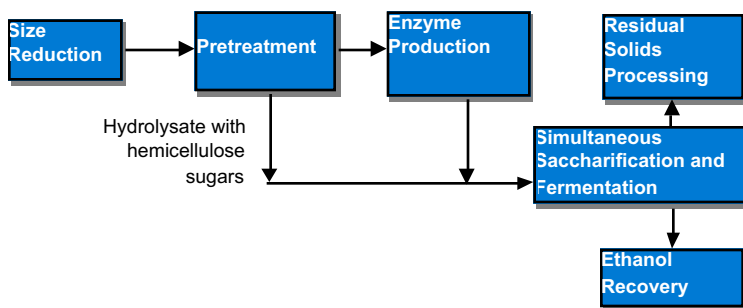 Size
Reduction
Pretreatment
Enzyme
Production
Residual
Solids
Processing
Hydrolysate with
hemicellulose
sugars
Simultaneous
Saccharification and
Fermentation
Ethanol
Recovery